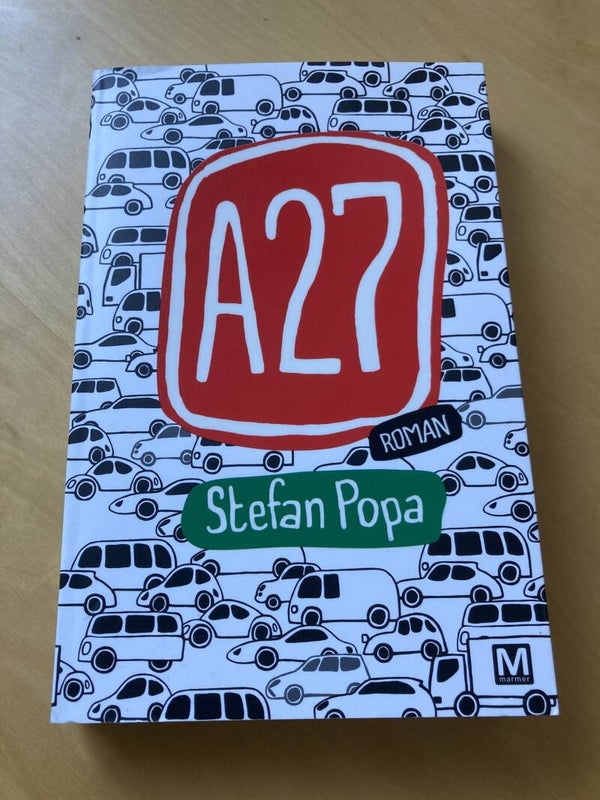 A27
ROMAN
Stefan Popa
M
marmer